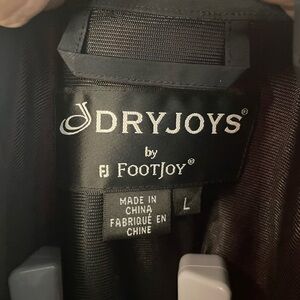 DRYJOYS®
by
FJ FOOTJOY®
MADE IN
CHINA
FABRIQUÉ EN
CHINE
L